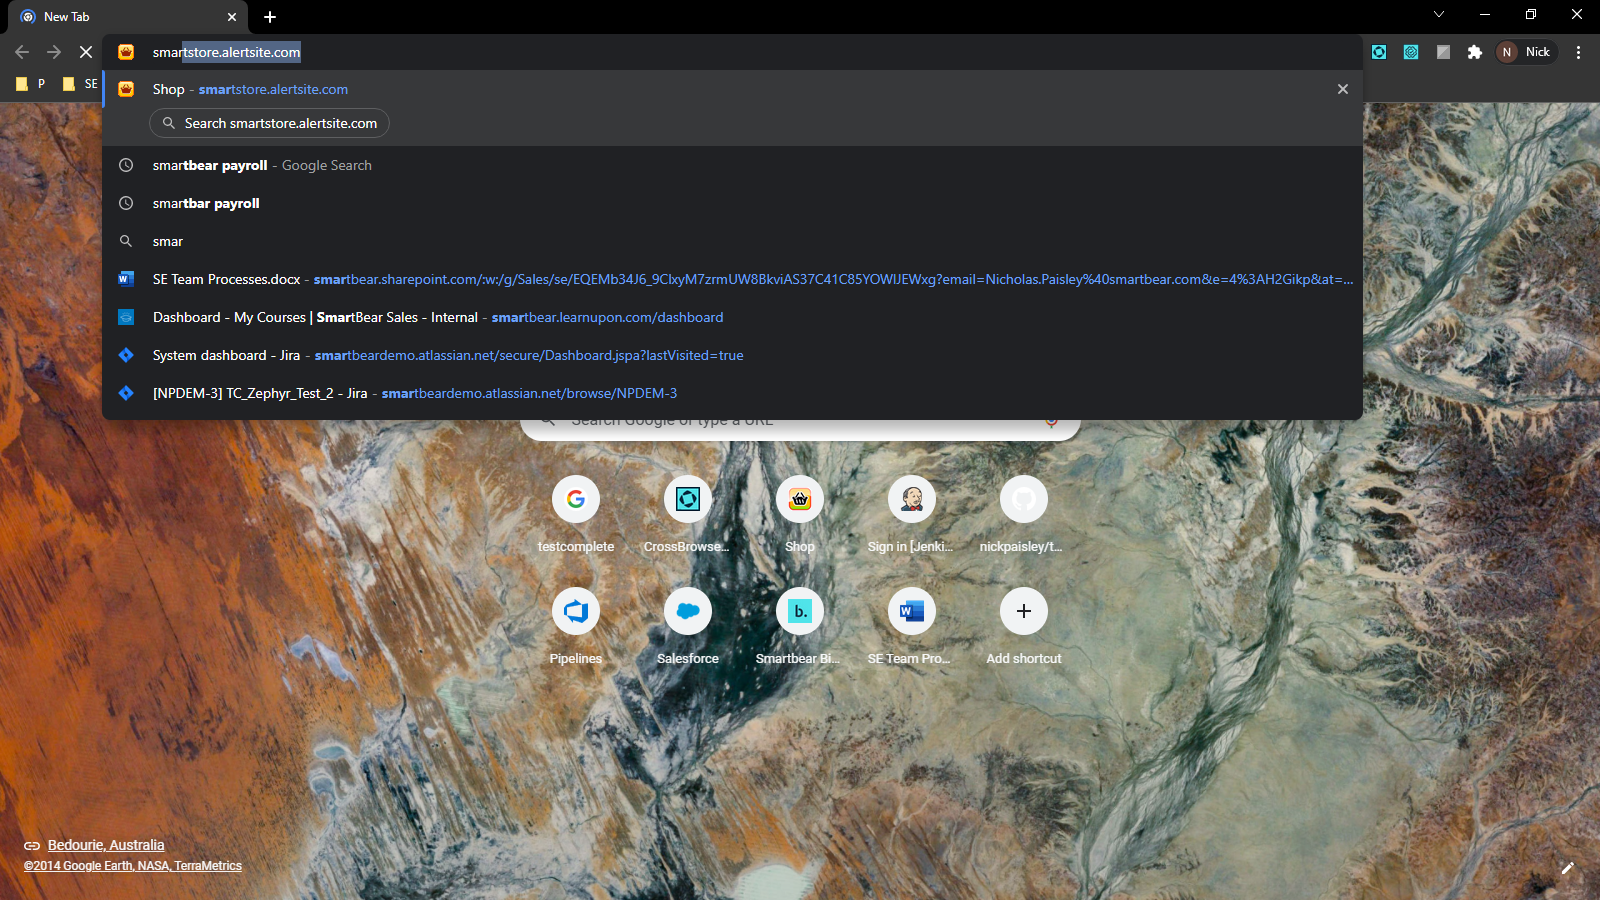 New Tab
smartstore.alertsite.com
Nick
N
P
SE
Shop - smartstore.alertsite.com
Search smartstore.alertsite.com
smartbear payroll - Google Search
smartbar payroll
smar
SE Team Processes.docx - smartbear.sharepoint.com/:w:/g/Sales/se/EQEMb34J6_9CIxyM7zrmUW8BkviAS37C41C85YOWIJEWxg?email=Nicholas.Paisley%40smartbear.com&e=4%3AH2Gikp&at=...
Dashboard - My Courses | SmartBear Sales - Internal - smartbear.learnupon.com/dashboard
System dashboard - Jira - smartbeardemo.atlassian.net/secure/Dashboard.jspa?lastVisited=true
[NPDEM-3] TC_Zephyr_Test_2 - Jira - smartbeardemo.atlassian.net/browse/NPDEM-3
Search Google or type a URL
testcomplete
CrossBrowse...
Shop
Sign in [Jenki...
nickpaisley/t...
b.
Pipelines
Salesforce
Smartbear Bi...
SE Team Pro...
Add shortcut
Bedourie, Australia
©2014 Google Earth, NASA, TerraMetrics